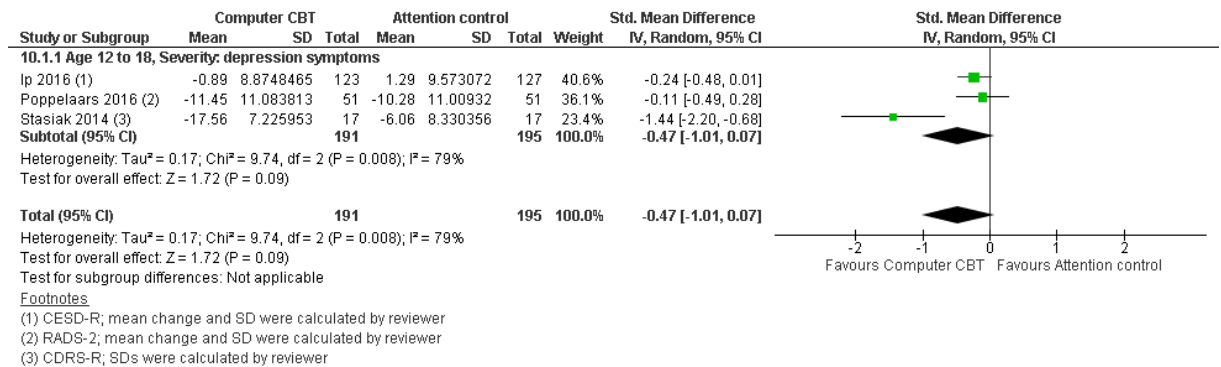 Computer CBT Attention control Std. Mean Difference Std. Mean Difference
Study or Subgroup Mean SD Total Mean SD Total Weight IV, Random, 95% CI IV, Random, 95% CI
10.1.1 Age 12 to 18, Severity: depression symptoms
Ip 2016 (1) -0.89 8.8748465 123 1.29 9.573072 127 40.6% -0.24 [-0.48, 0.01]
Poppelaars 2016 (2) -11.45 11.083813 51 -10.28 11.00932 51 36.1% -0.11 [-0.49, 0.28]
Stasiak 2014 (3) -17.56 7.225953 17 -6.06 8.330356 17 23.4% -1.44 [-2.20, -0.68]
Subtotal (95% CI) 191 195 100.0% -0.47 [-1.01, 0.07]
Heterogeneity: Tau² = 0.17; Chi² = 9.74, df = 2 (P = 0.008); I² = 79%
Test for overall effect: Z = 1.72 (P = 0.09)
Total (95% CI) 191 195 100.0% -0.47 [-1.01, 0.07]
Heterogeneity: Tau² = 0.17; Chi² = 9.74, df = 2 (P = 0.008); I² = 79%
Test for overall effect: Z = 1.72 (P = 0.09)
Test for subgroup differences: Not applicable
-2 -1 0 1 2
Favours Computer CBT Favours Attention control
Footnotes
(1) CESD-R; mean change and SD were calculated by reviewer
(2) RADS-2; mean change and SD were calculated by reviewer
(3) CDRS-R; SDs were calculated by reviewer